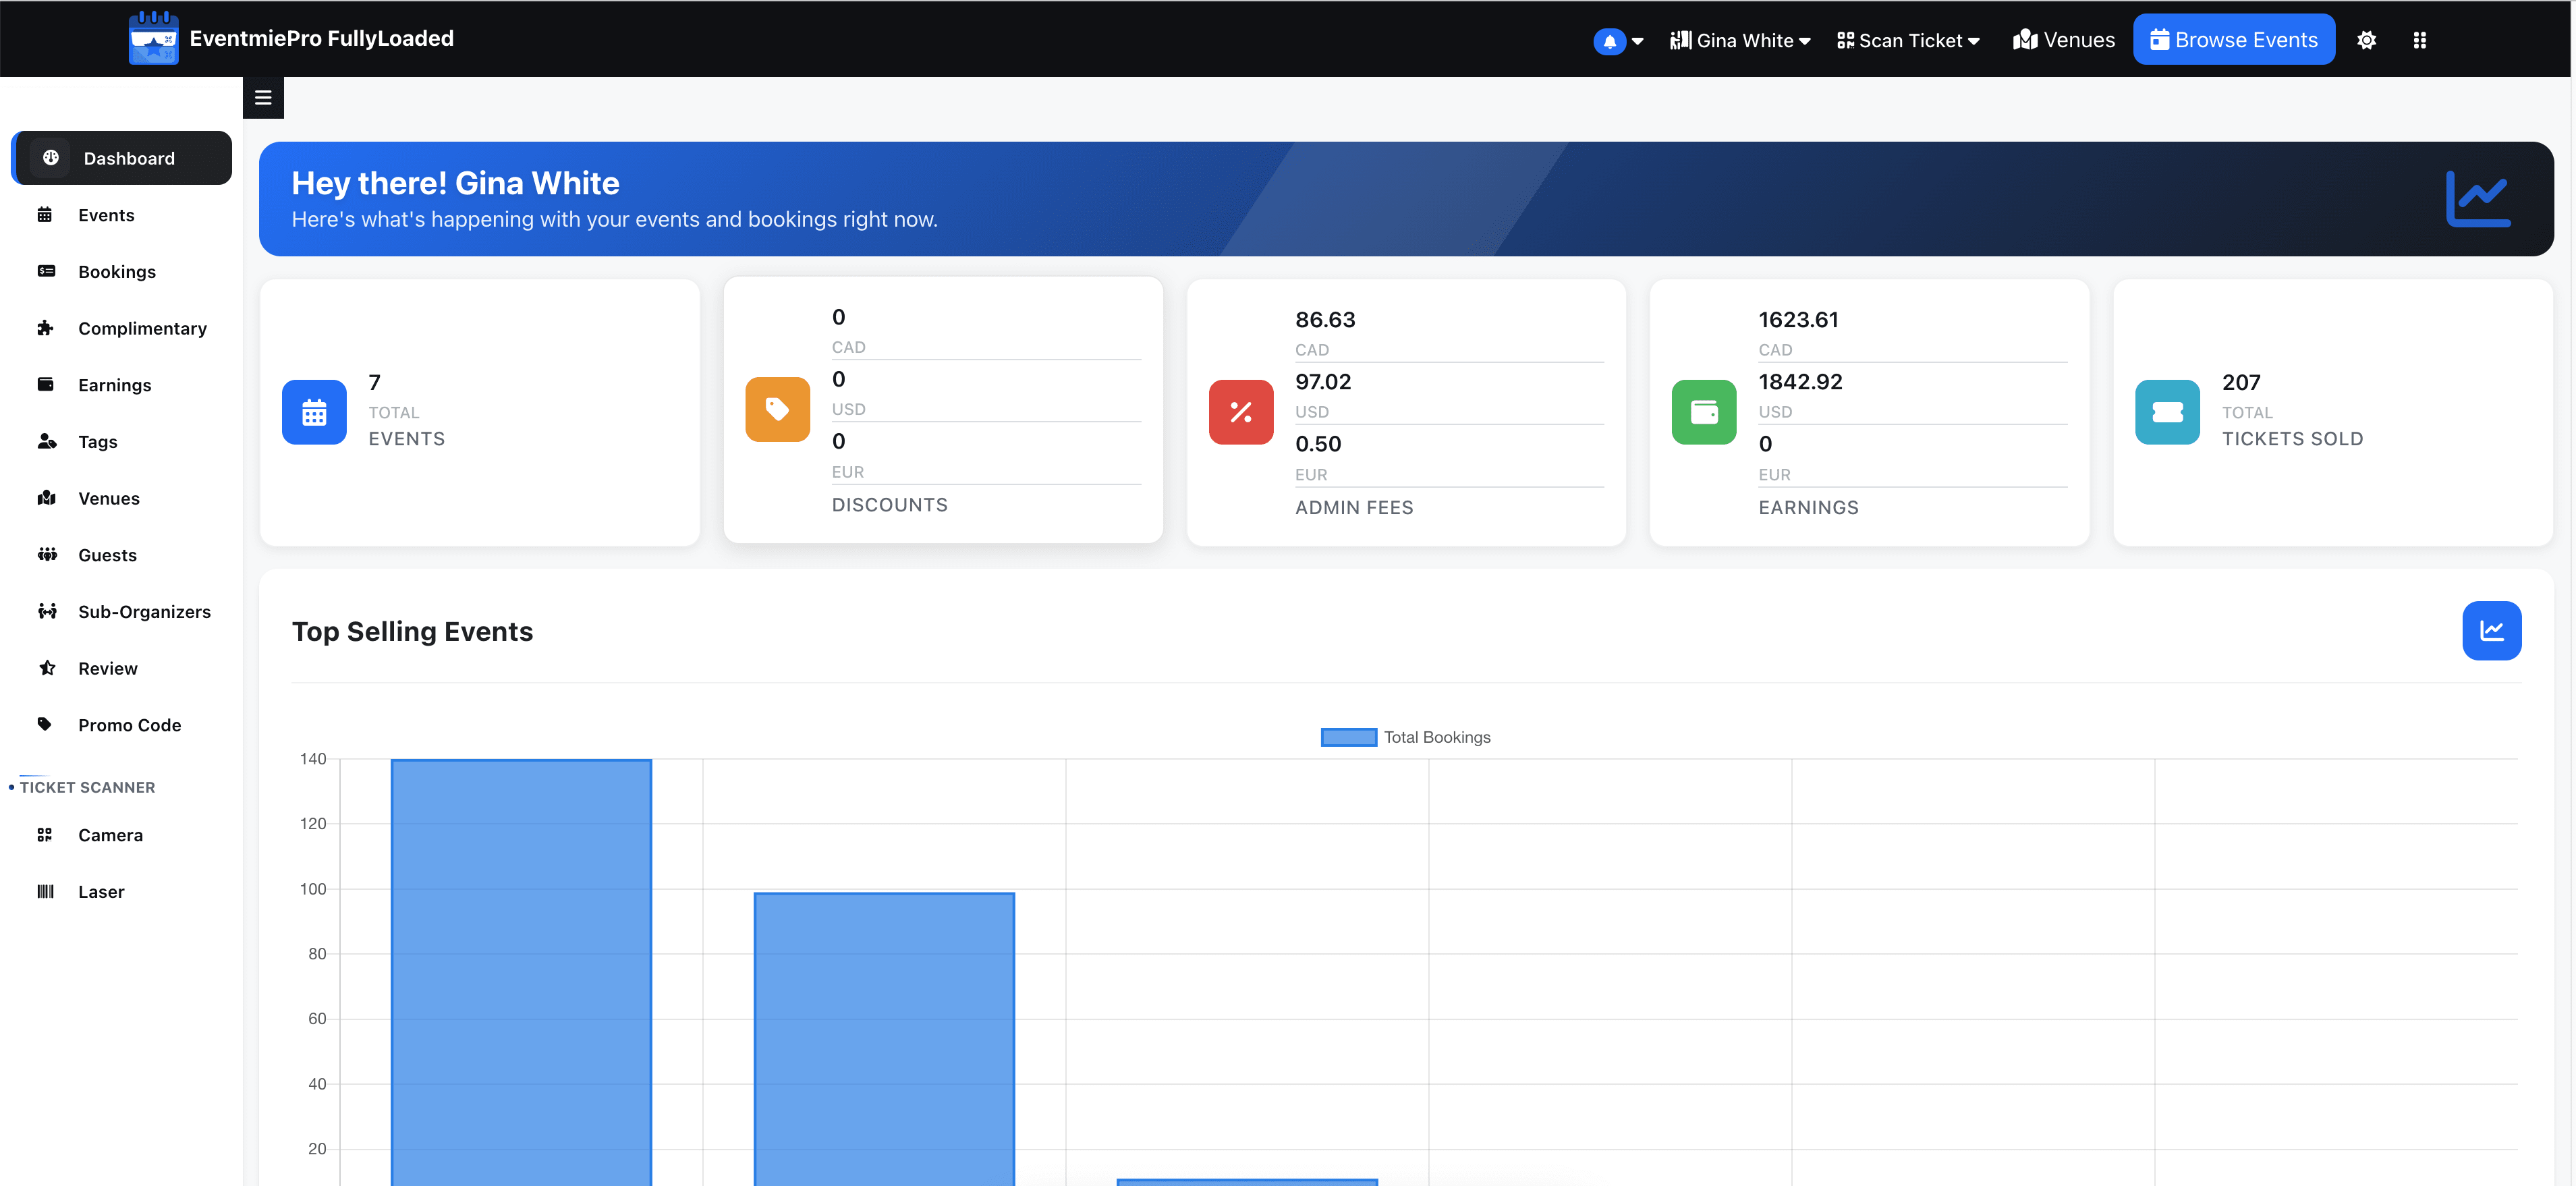 EventmiePro FullyLoaded
Gina White
Scan Ticket
Venues
Browse Events
Dashboard
Events
Bookings
Complimentary
Earnings
Tags
Venues
Guests
Sub-Organizers
Review
Promo Code
TICKET SCANNER
Camera
Laser
Hey there! Gina White
Here's what's happening with your events and bookings right now.
7
TOTAL
EVENTS
0
CAD
0
USD
0
EUR
DISCOUNTS
86.63
CAD
97.02
USD
0.50
EUR
ADMIN FEES
1623.61
CAD
1842.92
USD
0
EUR
EARNINGS
207
TOTAL
TICKETS SOLD
Top Selling Events
Total Bookings
140
120
100
80
60
40
20